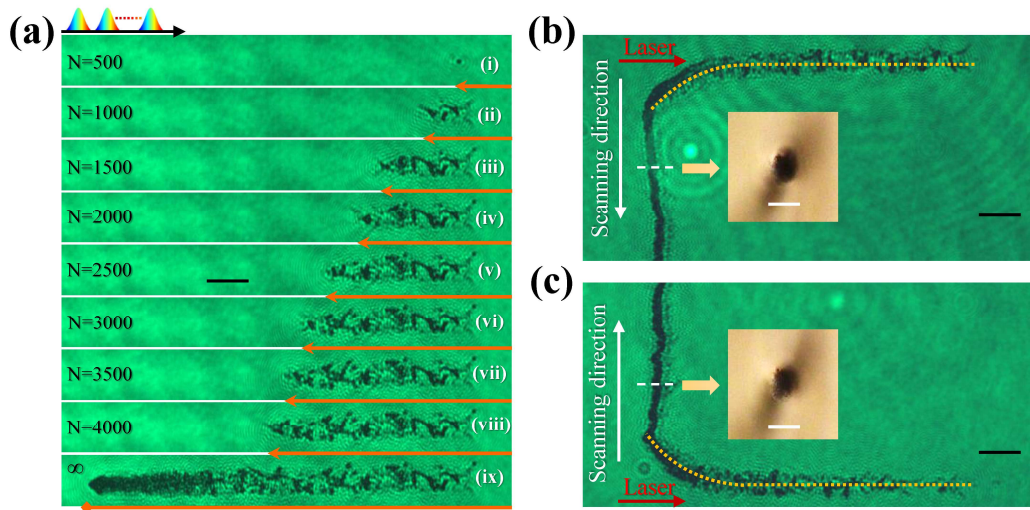 (a)
N=500
(i)
N=1000
(ii)
N=1500
(iii)
N=2000
(iv)
N=2500
(v)
N=3000
(vi)
N=3500
(vii)
N=4000
(viii)
∞
(ix)
(b)
Laser
Scanning direction
(c)
Scanning direction
Laser